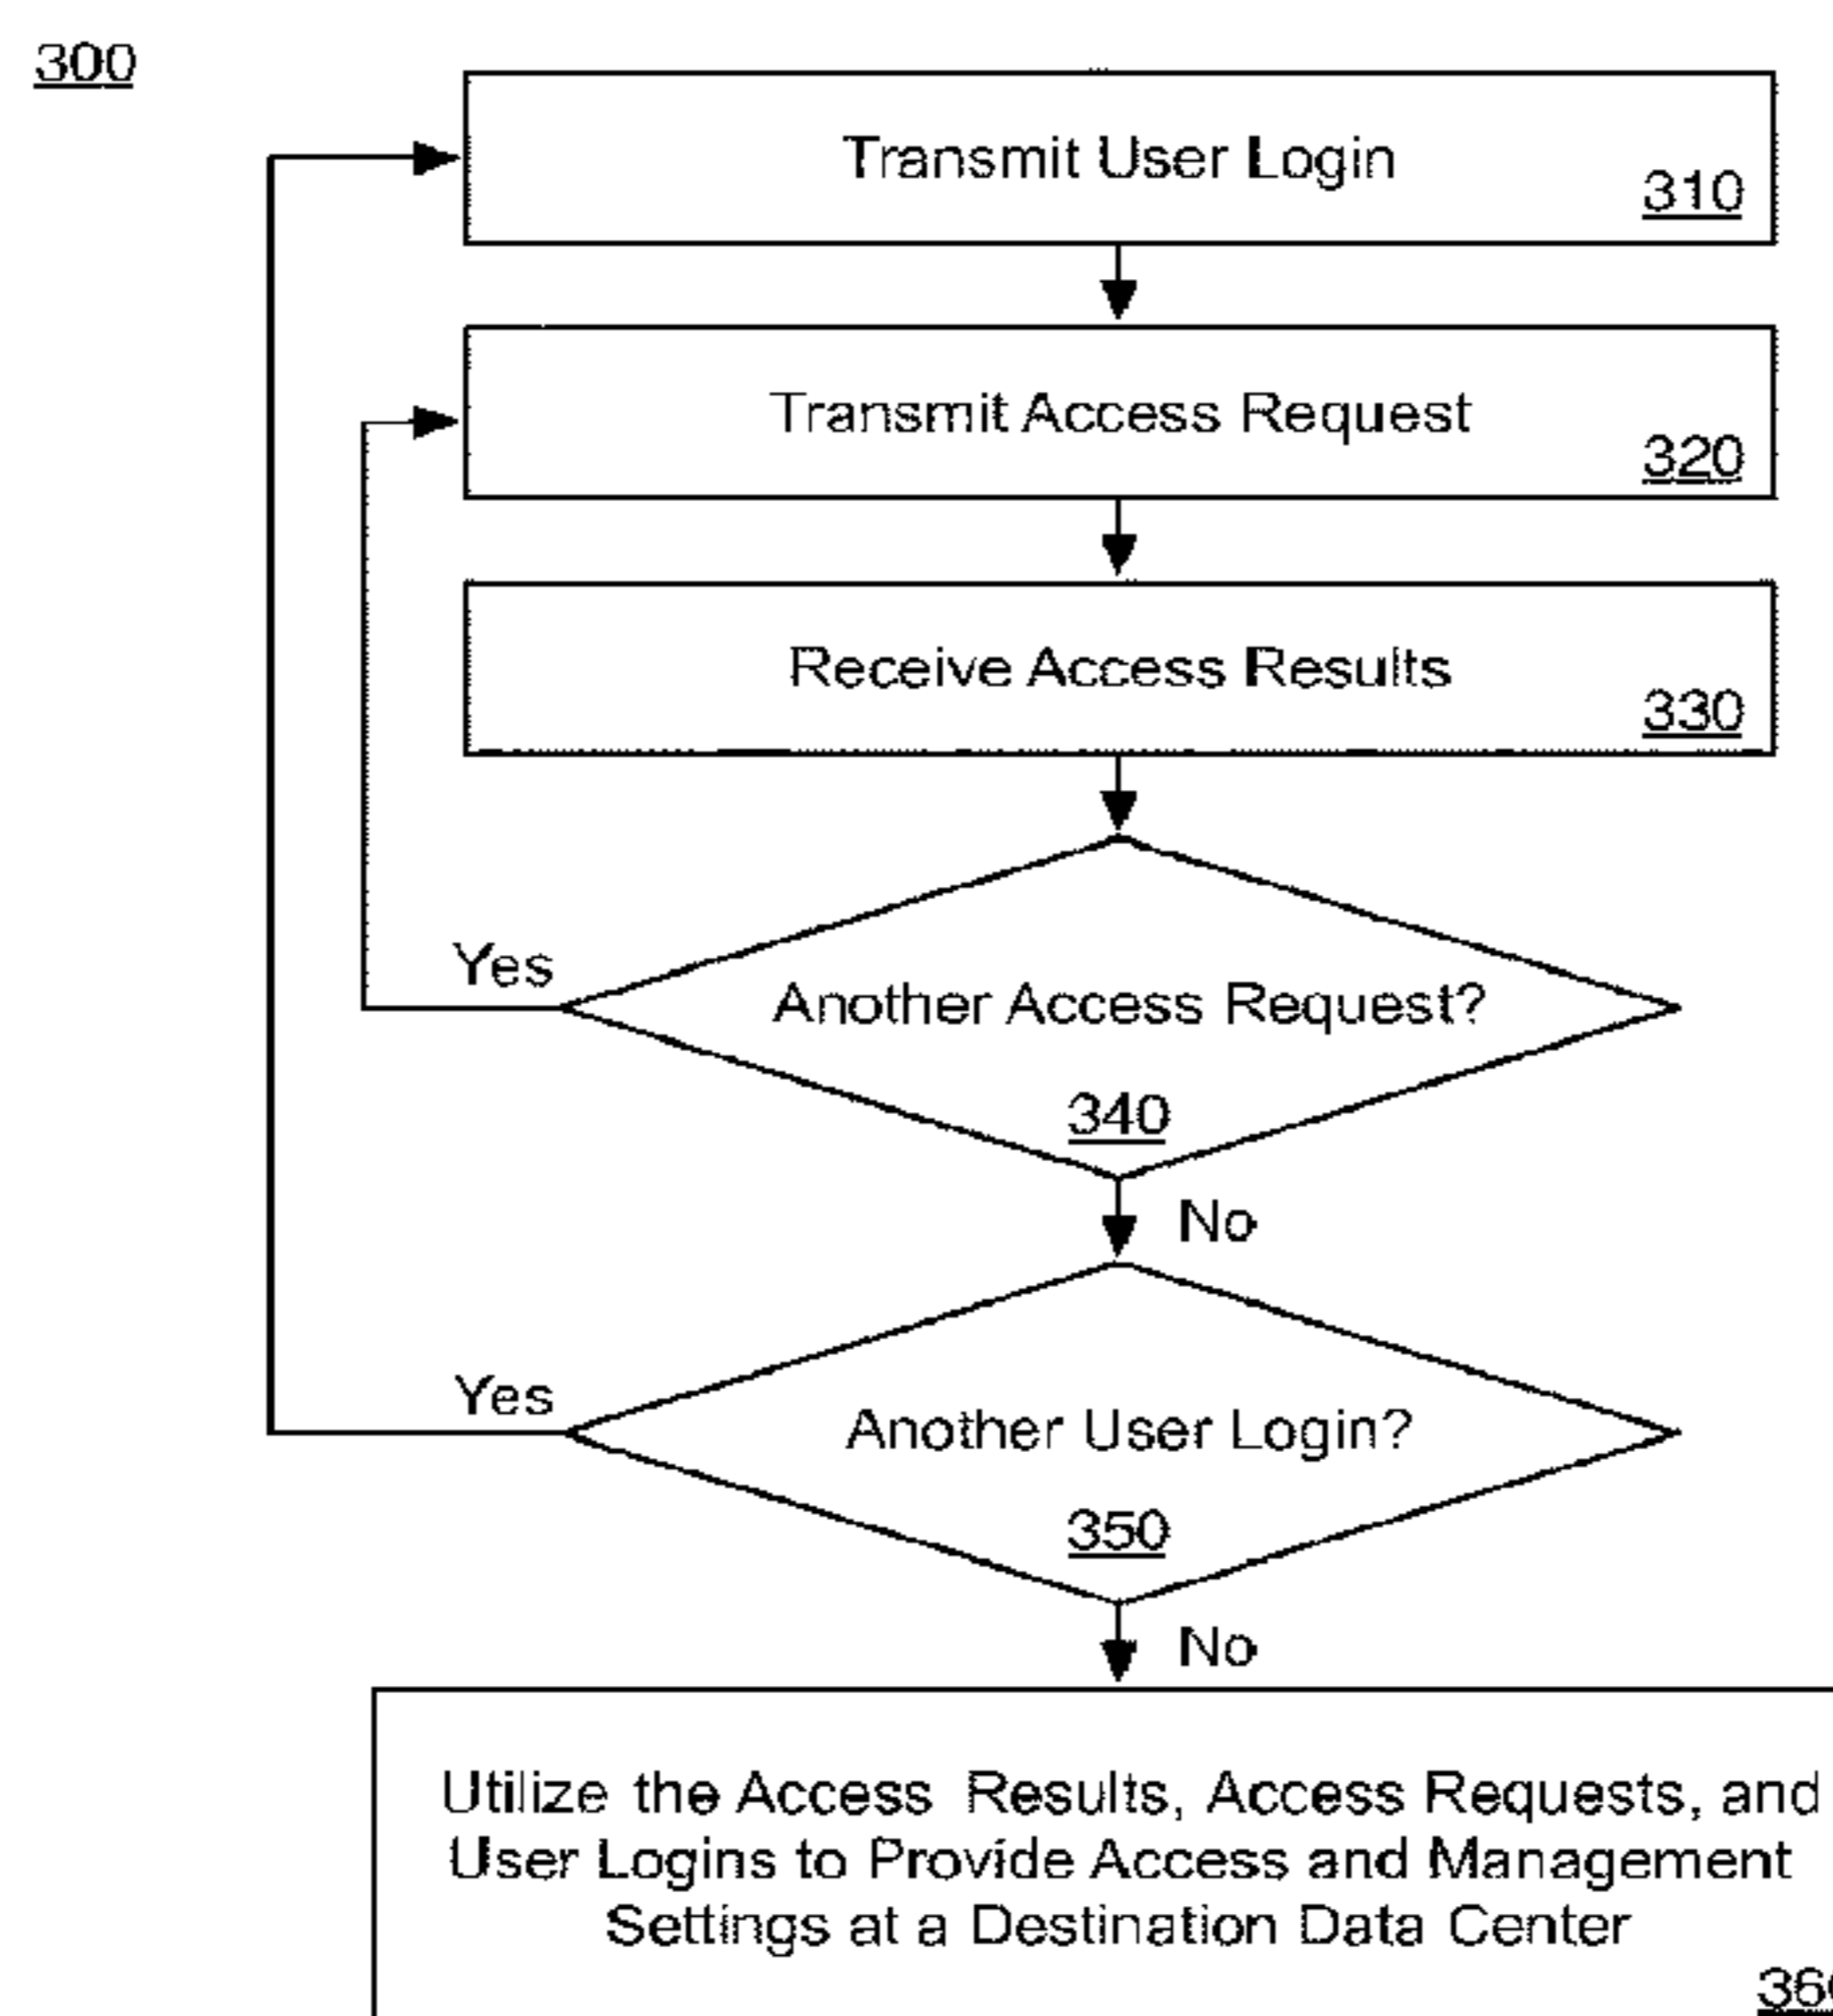 300
Transmit User Login
310
Transmit Access Request
320
Receive Access Results
330
Yes
Another Access Request?
340
No
Yes
Another User Login?
350
No
Utilize the Access Results, Access Requests, and
User Logins to Provide Access and Management
Settings at a Destination Data Center
360